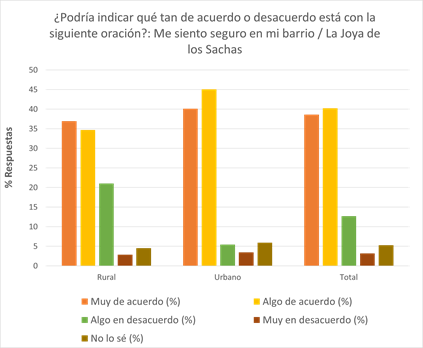 ¿Podría indicar qué tan de acuerdo o desacuerdo está con la
siguiente oración?: Me siento seguro en mi barrio / La Joya de
los Sachas
50
45
40
35
30
25
20
15
10
5
0
% Respuestas
Rural
Urbano
Total
Muy de acuerdo (%)
Algo de acuerdo (%)
Algo en desacuerdo (%)
Muy en desacuerdo (%)
No lo sé (%)